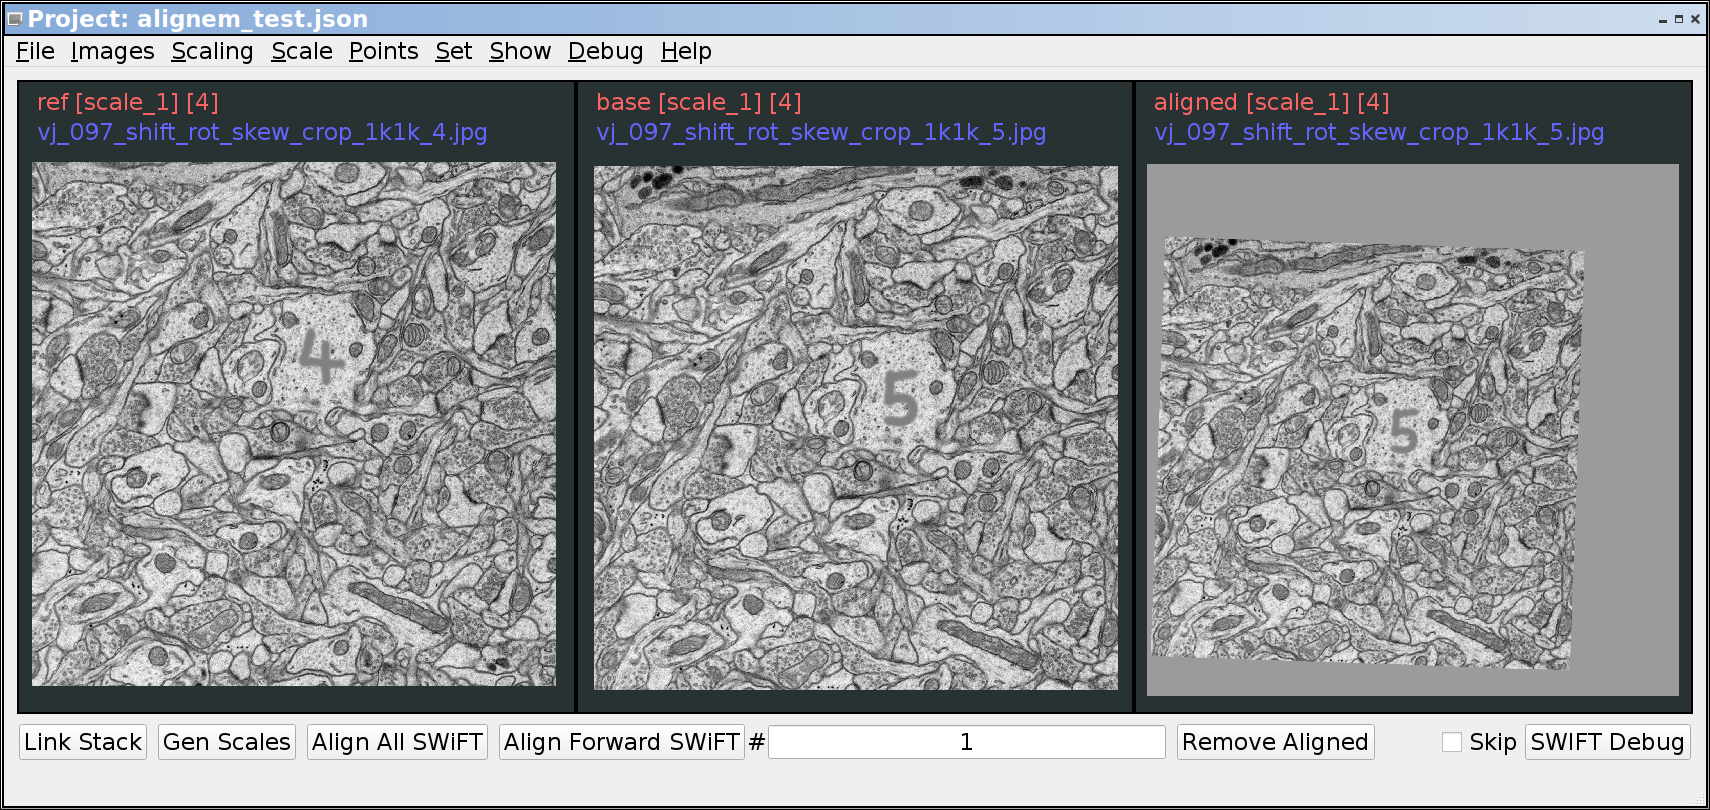 Project: alignem_test.json
File Images Scaling Scale Points Set Show Debug Help
ref [scale_1] [4]
vj_097_shift_rot_skew_crop_1k1k_4.jpg
4
base [scale_1] [4]
vj_097_shift_rot_skew_crop_1k1k_5.jpg
5
aligned [scale_1] [4]
vj_097_shift_rot_skew_crop_1k1k_5.jpg
5
Link Stack Gen Scales Align All SWiFT Align Forward SWiFT # 1 Remove Aligned Skip SWIFT Debug